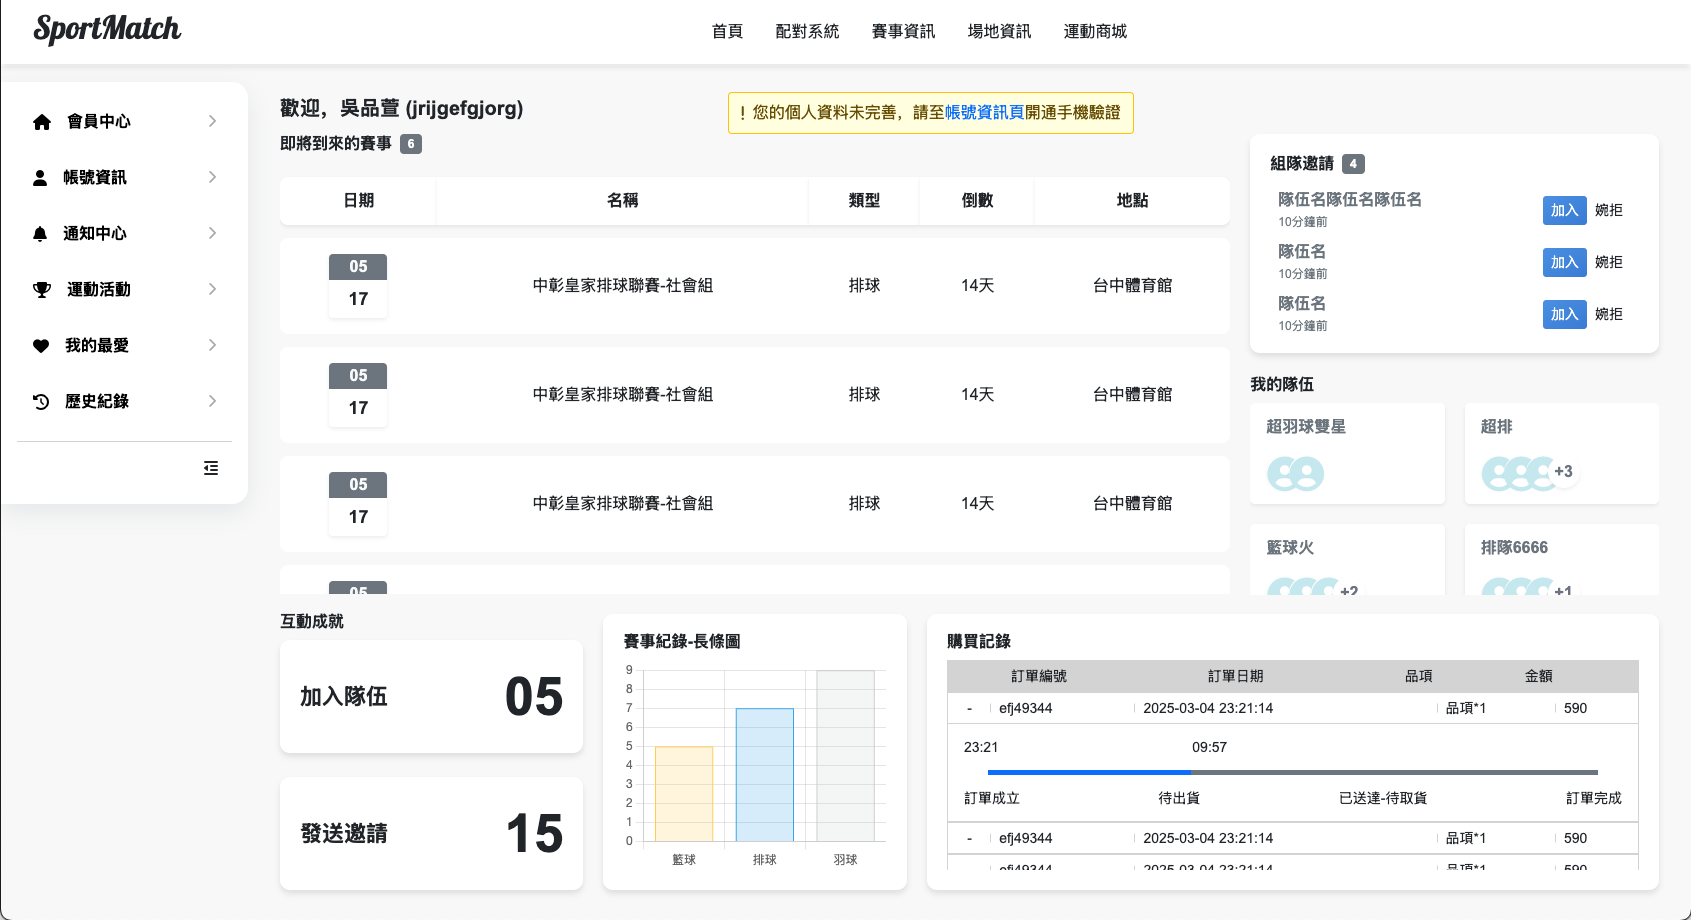 SportMatch
首頁 配對系統 賽事資訊 場地資訊 運動商城
會員中心
帳號資訊
通知中心
運動活動
我的最愛
歷史紀錄
歡迎，吳品萱 (jrijgefgjorg)
! 您的個人資料未完善，請至帳號資訊頁開通手機驗證
即將到來的賽事 6
日期 名稱 類型 倒數 地點
05
17 中彰皇家排球聯賽-社會組 排球 14天 台中體育館
05
17 中彰皇家排球聯賽-社會組 排球 14天 台中體育館
05
17 中彰皇家排球聯賽-社會組 排球 14天 台中體育館
05
組隊邀請 4
隊伍名隊伍名隊伍名 加入 婉拒
10分鐘前
隊伍名 加入 婉拒
10分鐘前
隊伍名 加入 婉拒
10分鐘前
我的隊伍
超羽球雙星
超排
+3
籃球火
+2
排隊6666
+1
互動成就
加入隊伍 05
發送邀請 15
賽事紀錄-長條圖
9
8
7
6
5
4
3
2
1
0
籃球 排球 羽球
購買記錄
訂單編號 訂單日期 品項 金額
- efj49344 2025-03-04 23:21:14 品項*1 590
23:21 09:57
訂單成立 待出貨 已送達-待取貨 訂單完成
- efj49344 2025-03-04 23:21:14 品項*1 590
efj49344 2025-03-04 23:21:14 品項*1 590